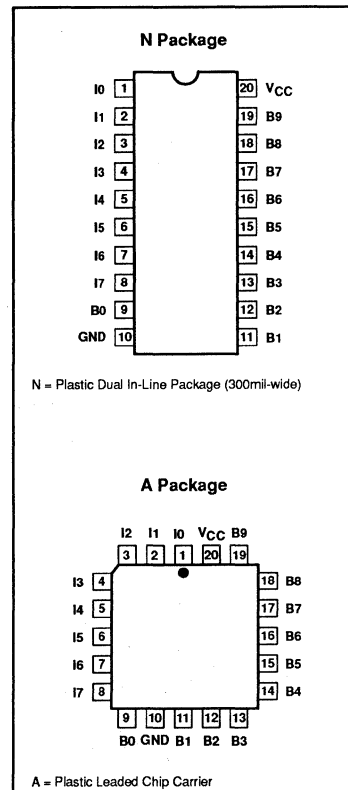 N Package
I0 1 20 VCC
I1 2 19 B9
I2 3 18 B8
I3 4 17 B7
I4 5 16 B6
I5 6 15 B5
I6 7 14 B4
I7 8 13 B3
B0 9 12 B2
GND 10 11 B1
N = Plastic Dual In-Line Package (300mil-wide)
A Package
I2 I1 I0 VCC B9
3 2 1 20 19
I3 4 18 B8
I4 5 17 B7
I5 6 16 B6
I6 7 15 B5
I7 8 14 B4
9 10 11 12 13
B0 GND B1 B2 B3
A = Plastic Leaded Chip Carrier